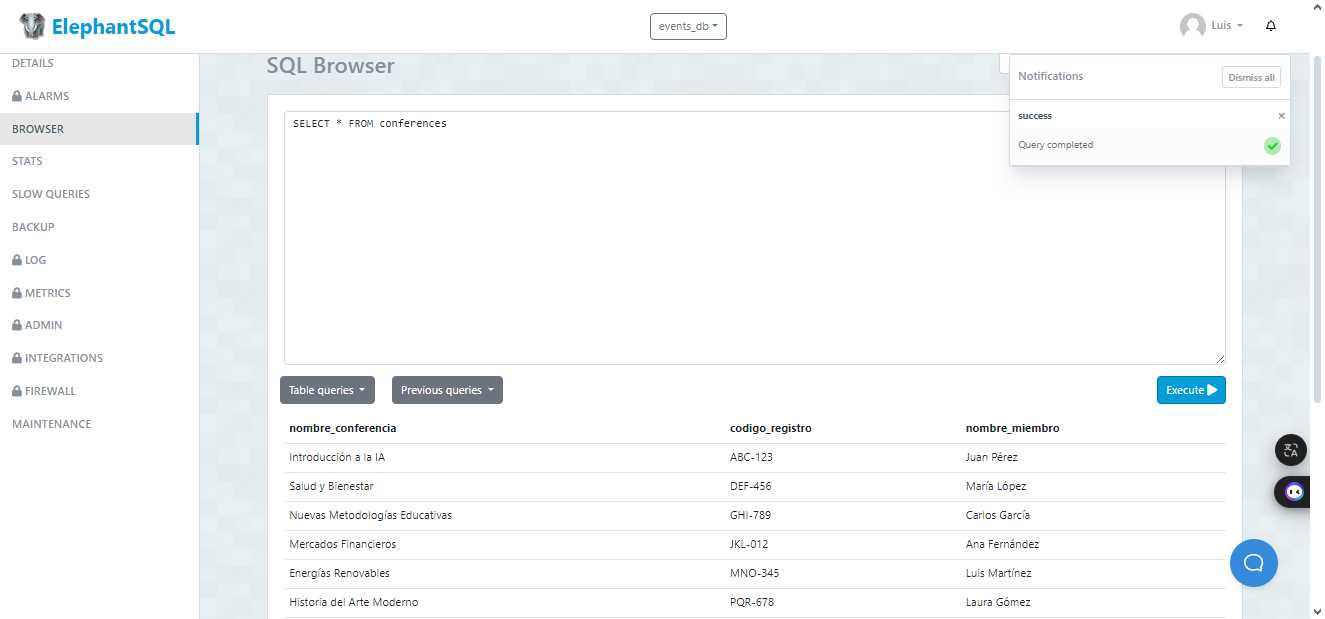 ElephantSQL
events_db
Luis
DETAILS
ALARMS
BROWSER
STATS
SLOW QUERIES
BACKUP
LOG
METRICS
ADMIN
INTEGRATIONS
FIREWALL
MAINTENANCE
SQL Browser
Notifications
Dismiss all
success
Query completed
SELECT * FROM conferences
Table queries
Previous queries
Execute
nombre_conferencia codigo_registro nombre_miembro
Introducción a la IA ABC-123 Juan Pérez
Salud y Bienestar DEF-456 María López
Nuevas Metodologías Educativas GHI-789 Carlos García
Mercados Financieros JKL-012 Ana Fernández
Energías Renovables MNO-345 Luis Martínez
Historia del Arte Moderno PQR-678 Laura Gómez